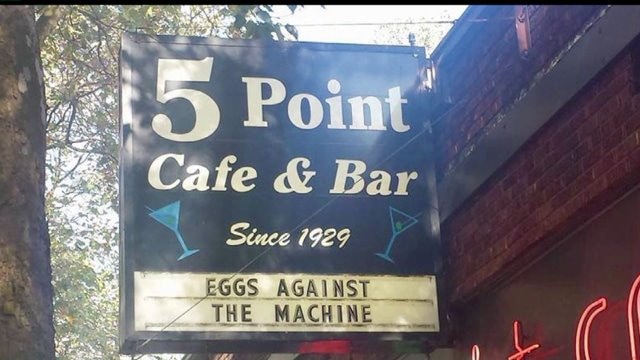 5 Point
Cafe & Bar
Since 1929
EGGS AGAINST
THE MACHINE